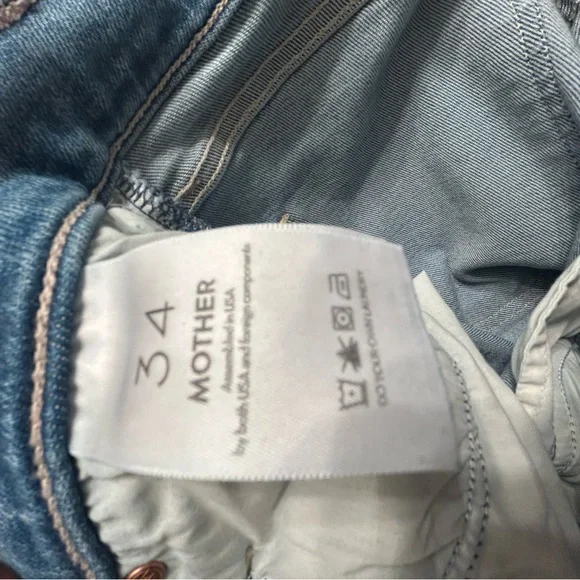 34
MOTHER
Assembled in USA
by both USA and foreign components
DO YOUR OWN LAUNDRY